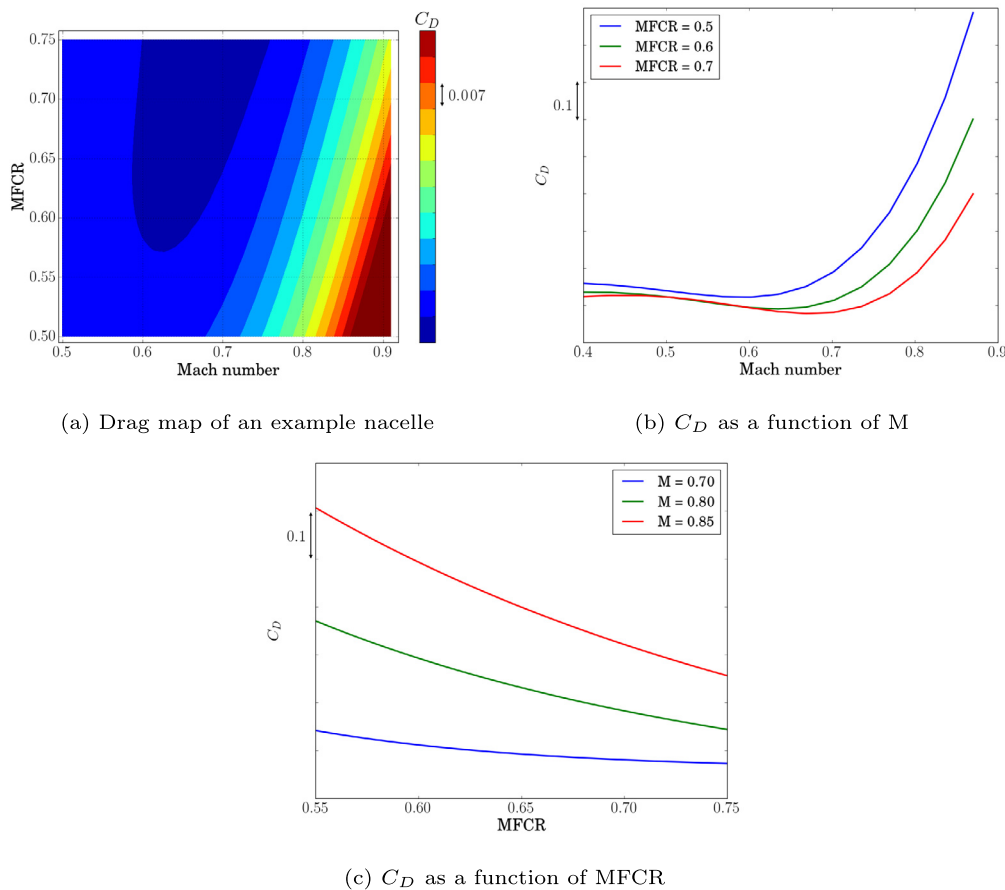 C_D
0.75
0.70
0.65
0.60
0.55
0.50
MFCR
0.007
0.5 0.6 0.7 0.8 0.9
Mach number
(a) Drag map of an example nacelle
MFCR = 0.5
MFCR = 0.6
MFCR = 0.7
0.1
C_D
0.4 0.5 0.6 0.7 0.8 0.9
Mach number
(b) C_D as a function of M
M = 0.70
M = 0.80
M = 0.85
0.1
C_D
0.55 0.60 0.65 0.70 0.75
MFCR
(c) C_D as a function of MFCR